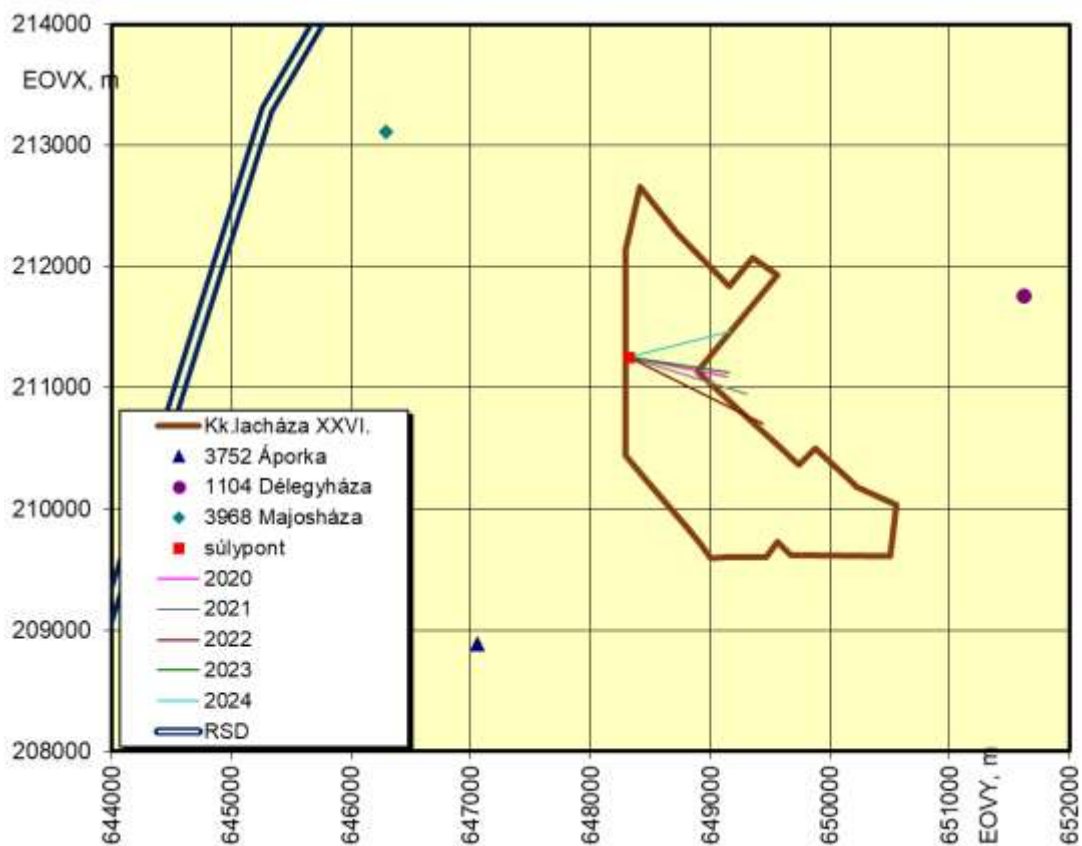 214000
EOVX, m
213000
212000
211000
210000
209000
208000
Kk.lacháza XXVI.
3752 Áporka
1104 Délegyháza
3968 Majosháza
súlypont
2020
2021
2022
2023
2024
RSD
644000
645000
646000
647000
648000
649000
650000
651000
EOVY, m
652000